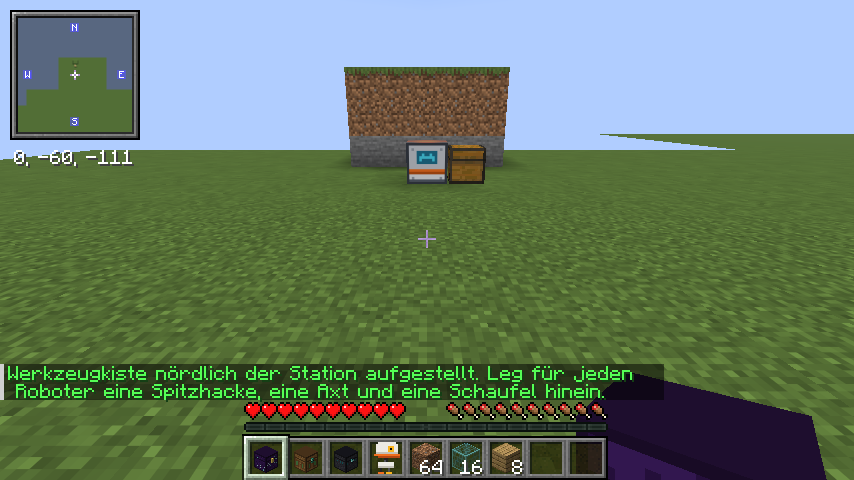 N
W
E
S
0, -60, -111
Werkzeugkiste nördlich der Station aufgestellt. Leg für jeden
Roboter eine Spitzhacke, eine Axt und eine Schaufel hinein.
64
16
8